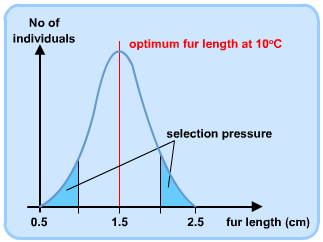 No of
individuals
optimum fur length at 10°C
selection pressure
0.5
1.5
2.5
fur length (cm)